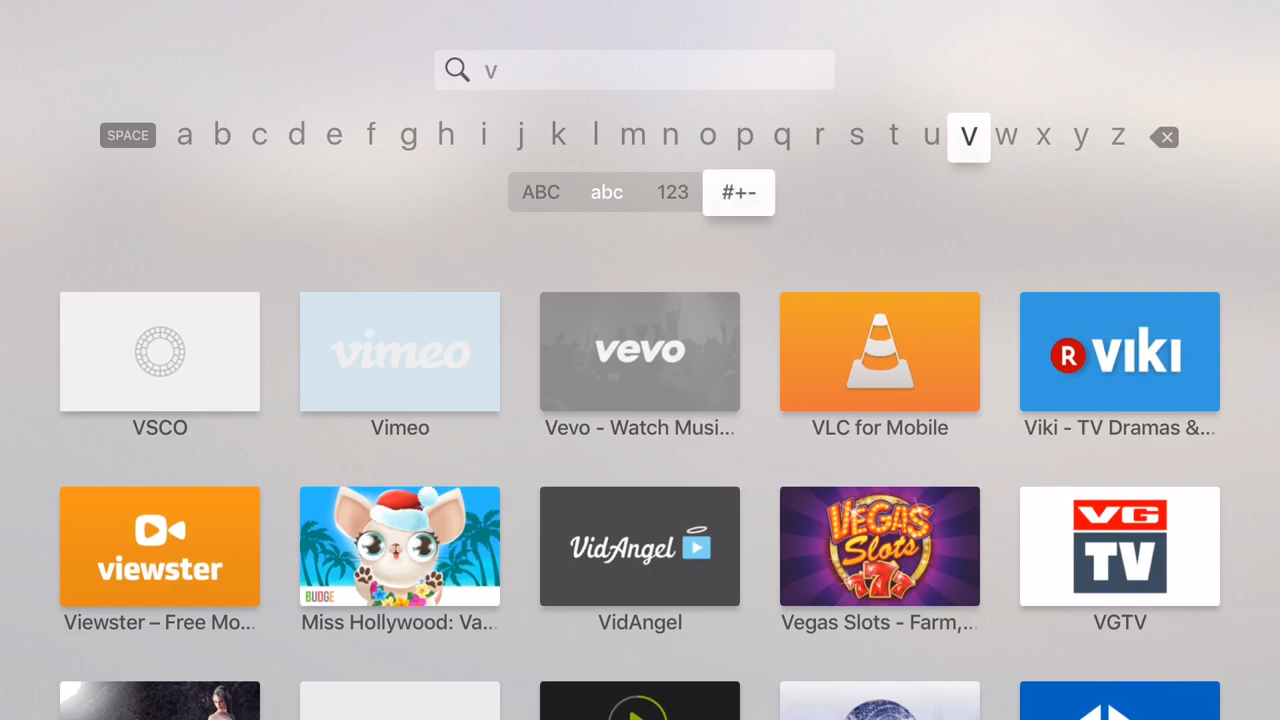 v
SPACE a b c d e f g h i j k l m n o p q r s t u v w x y z
ABC abc 123 #+-
vimeo
vevo
R VIKI
VSCO
Vimeo
Vevo - Watch Musi...
VLC for Mobile
Viki - TV Dramas &...
viewster
BUDGE
VidAngel
VEGAS
Slots
777
VG
TV
Viewster – Free Mo...
Miss Hollywood: Va...
VidAngel
Vegas Slots - Farm,...
VGTV